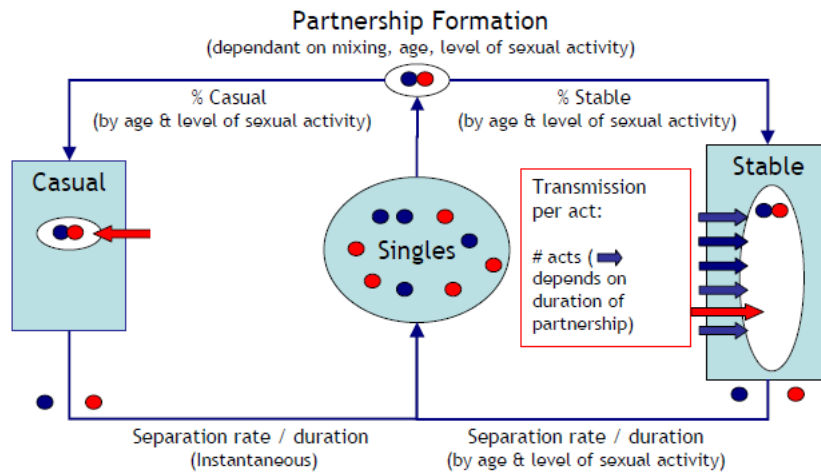 Partnership Formation
(dependant on mixing, age, level of sexual activity)
% Casual
(by age & level of sexual activity)
% Stable
(by age & level of sexual activity)
Casual
Singles
Transmission
per act:
# acts (
depends on
duration of
partnership)
Stable
Separation rate / duration
(Instantaneous)
Separation rate / duration
(by age & level of sexual activity)